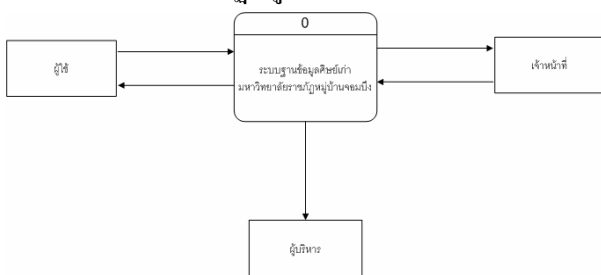 0
ผู้ใช้
ระบบฐานข้อมูลศิษย์เก่า
มหาวิทยาลัยราชภัฏหมู่บ้านจอมบึง
เจ้าหน้าที่
ผู้บริหาร